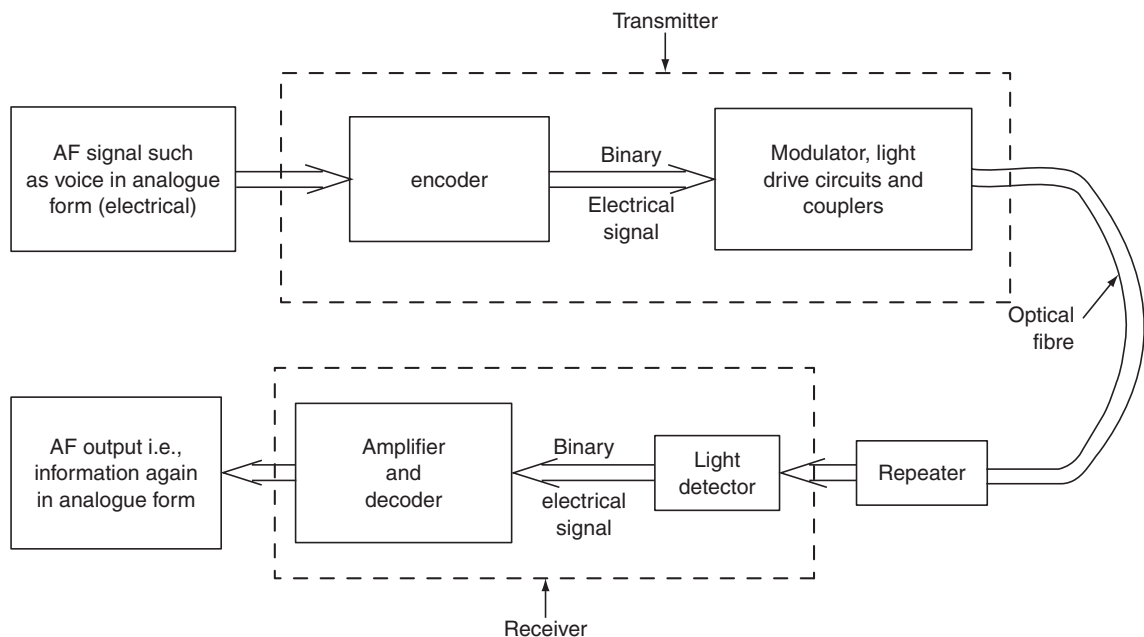 Transmitter
AF signal such
as voice in analogue
form (electrical)
encoder
Binary
Electrical
signal
Modulator, light
drive circuits and
couplers
Optical
fibre
AF output i.e.,
information again
in analogue form
Amplifier
and
decoder
Binary
electrical
signal
Light
detector
Repeater
Receiver